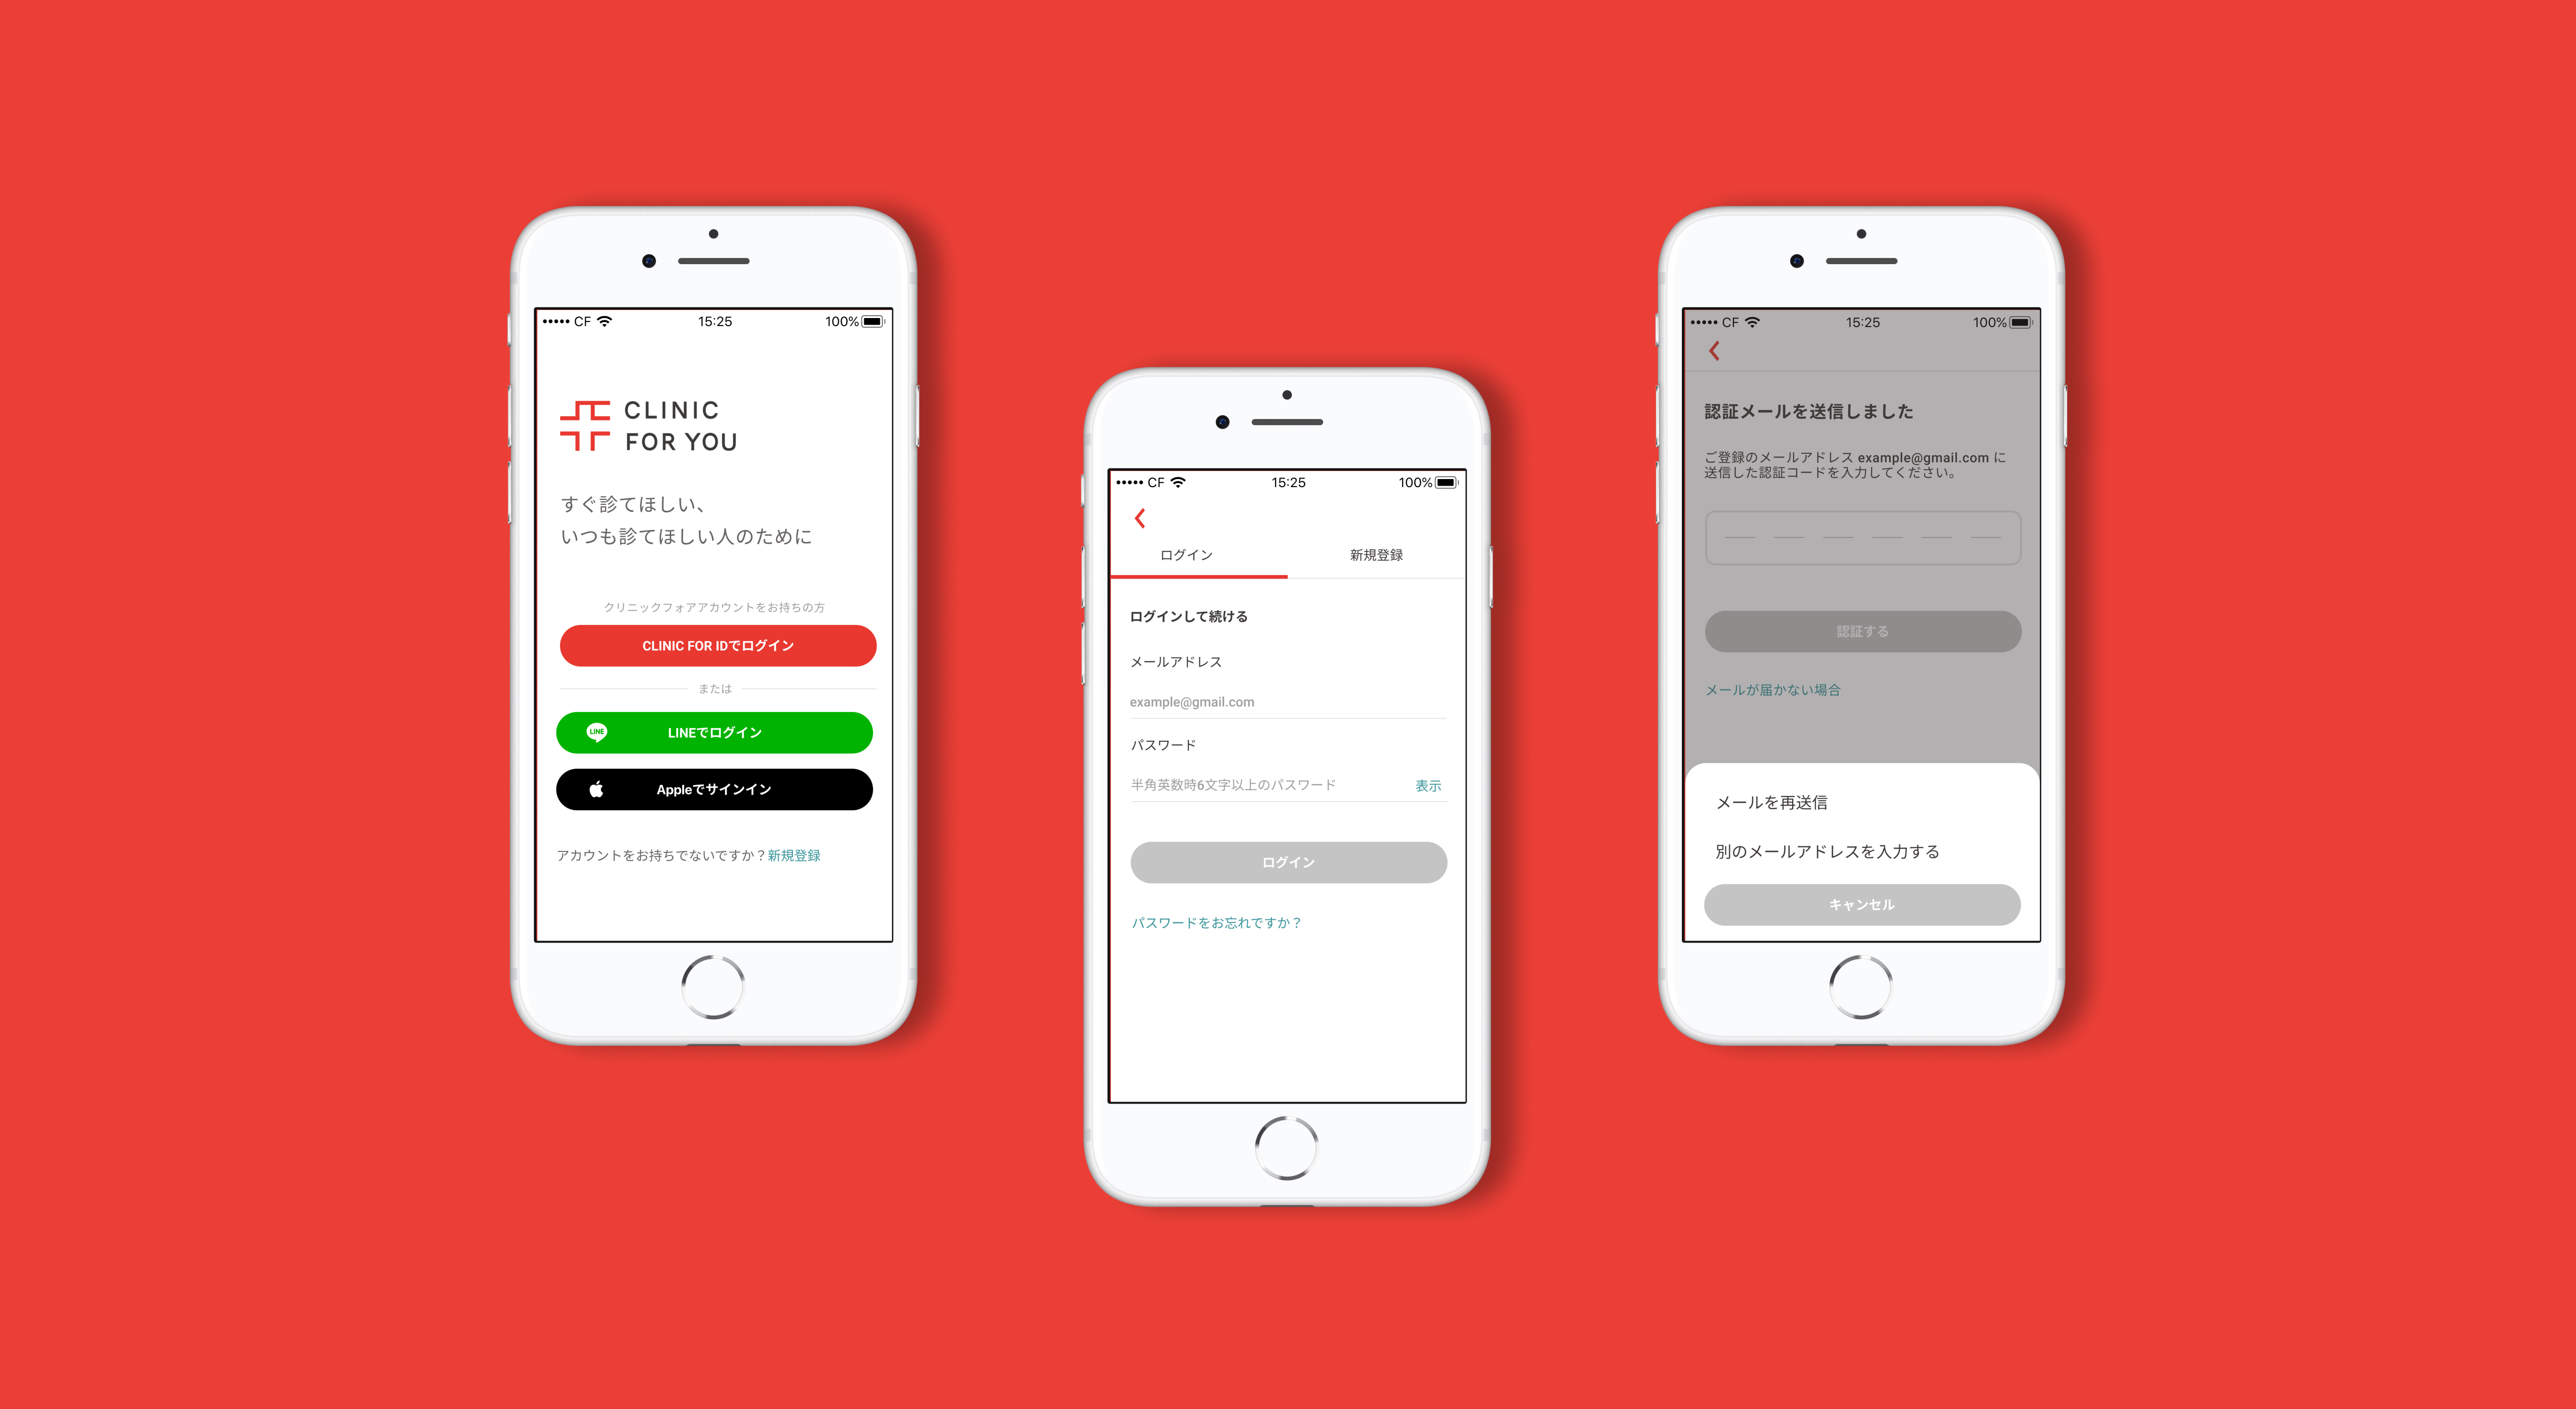 CF 15:25 100%
CLINIC
FOR YOU
すぐ診てほしい、
いつも診てほしい人のために
クリニックフォアアカウントをお持ちの方
CLINIC FOR IDでログイン
または
LINE LINEでログイン
Appleでサインイン
アカウントをお持ちでないですか？新規登録
CF 15:25 100%
ログイン 新規登録
ログインして続ける
メールアドレス
example@gmail.com
パスワード
半角英数時6文字以上のパスワード 表示
ログイン
パスワードをお忘れですか？
CF 15:25 100%
認証メールを送信しました
ご登録のメールアドレス example@gmail.com に
送信した認証コードを入力してください。
認証する
メールが届かない場合
メールを再送信
別のメールアドレスを入力する
キャンセル